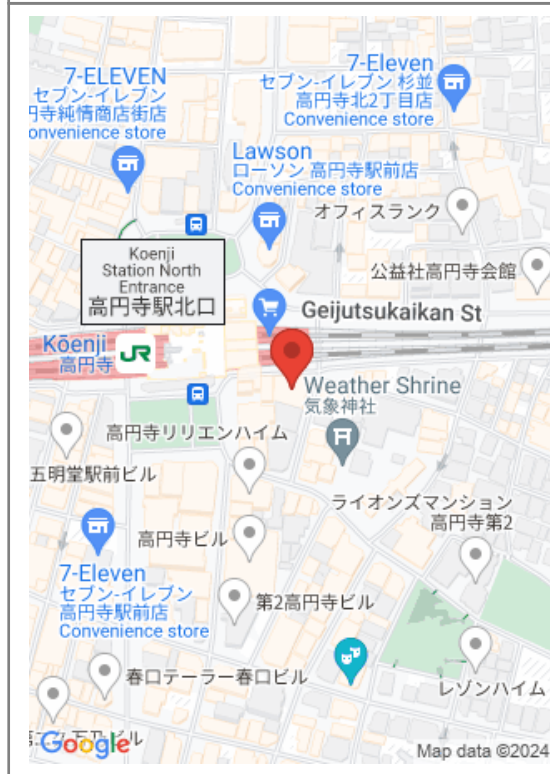 7-ELEVEN
セブン-イレブン
円寺純情商店街店
onvenience store
7-Eleven
セブン-イレブン 杉並
高円寺北2丁目店
Convenience store
Lawson
ローソン 高円寺駅前店
Convenience store
オフィスランク
公益社高円寺会館
Koenji
Station North
Entrance
高円寺駅北口
Geijutsukaikan St
Kōenji
高円寺
JR
Weather Shrine
気象神社
高円寺リリエンハイム
五明堂駅前ビル
ライオンズマンション
高円寺第2
高円寺ビル
7-Eleven
セブン-イレブン
高円寺駅前店
Convenience store
第2高円寺ビル
春口テーラー春口ビル
レゾンハイム
Google
Map data ©2024